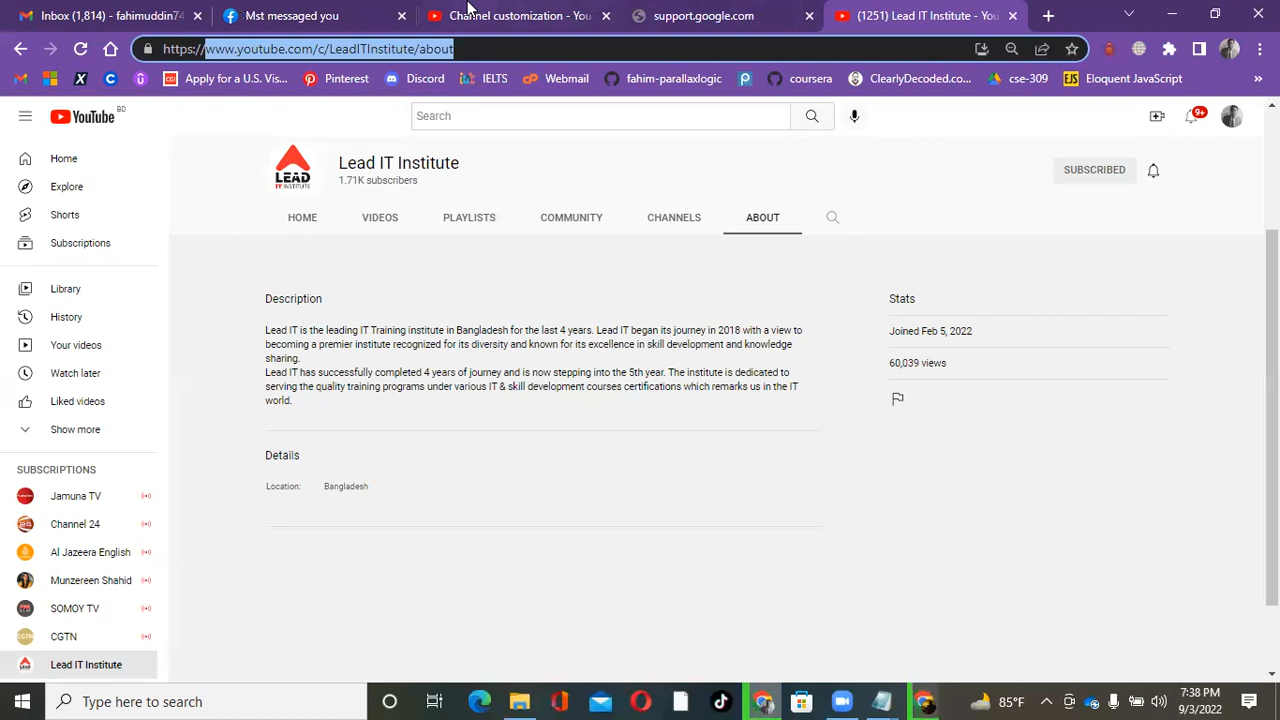 Inbox (1,814) - fahimuddin74
Mst messaged you
Channel customization - You
support.google.com
(1251) Lead IT Institute - You
https://www.youtube.com/c/LeadITInstitute/about
Apply for a U.S. Vis...
Pinterest
Discord
IELTS
Webmail
fahim-parallaxlogic
coursera
ClearlyDecoded.co...
cse-309
EJS
Eloquent JavaScript
YouTube BD
Search
9+
Home
Explore
Shorts
Subscriptions
Library
History
Your videos
Watch later
Liked videos
Show more
SUBSCRIPTIONS
Jamuna TV
Channel 24
Al Jazeera English
Munzereen Shahid
SOMOY TV
CGTN
Lead IT Institute
LEAD
IT INSTITUTE
Lead IT Institute
1.71K subscribers
SUBSCRIBED
HOME
VIDEOS
PLAYLISTS
COMMUNITY
CHANNELS
ABOUT
Description
Lead IT is the leading IT Training institute in Bangladesh for the last 4 years. Lead IT began its journey in 2018 with a view to
becoming a premier institute recognized for its diversity and known for its excellence in skill development and knowledge
sharing.
Lead IT has successfully completed 4 years of journey and is now stepping into the 5th year. The institute is dedicated to
serving the quality training programs under various IT & skill development courses certifications which remarks us in the IT
world.
Details
Location: Bangladesh
Stats
Joined Feb 5, 2022
60,039 views
Type here to search
85°F
7:38 PM
9/3/2022